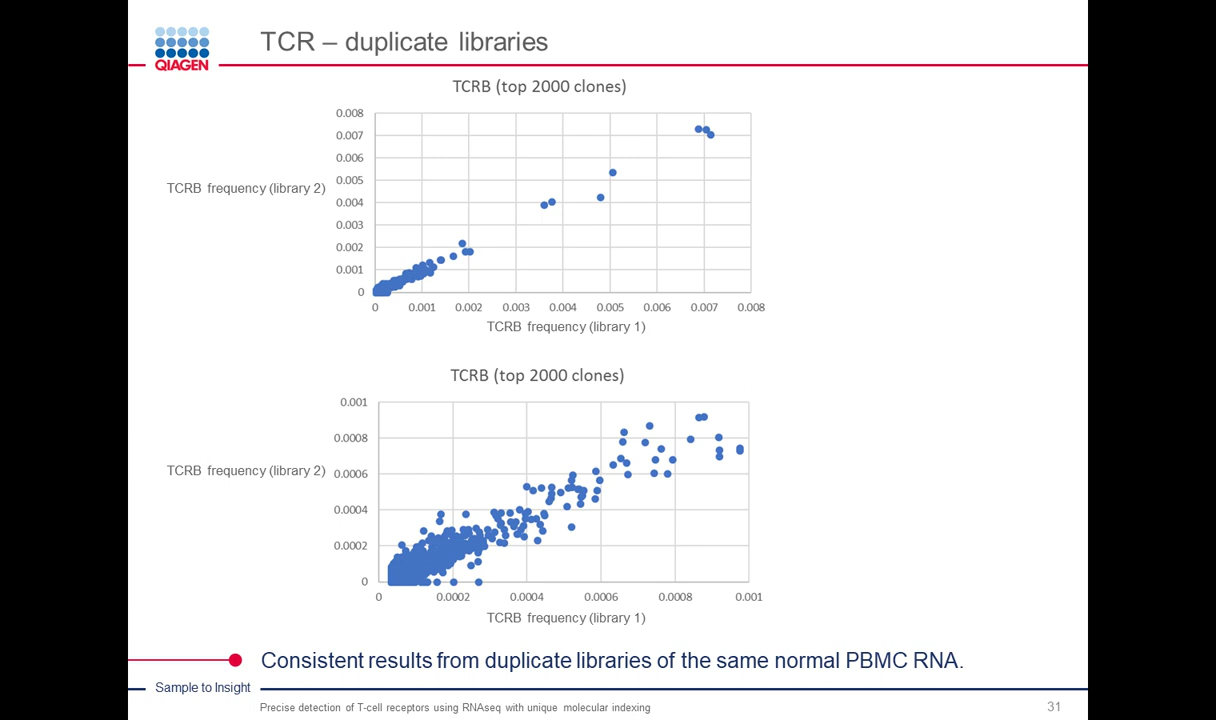 QIAGEN
TCR – duplicate libraries
TCRB (top 2000 clones)
0.008
0.007
0.006
0.005
0.004
0.003
0.002
0.001
0
TCRB frequency (library 2)
0 0.001 0.002 0.003 0.004 0.005 0.006 0.007 0.008
TCRB frequency (library 1)
TCRB (top 2000 clones)
0.001
0.0008
0.0006
0.0004
0.0002
0
TCRB frequency (library 2)
0 0.0002 0.0004 0.0006 0.0008 0.001
TCRB frequency (library 1)
Consistent results from duplicate libraries of the same normal PBMC RNA.
Sample to Insight
Precise detection of T-cell receptors using RNAseq with unique molecular indexing
31